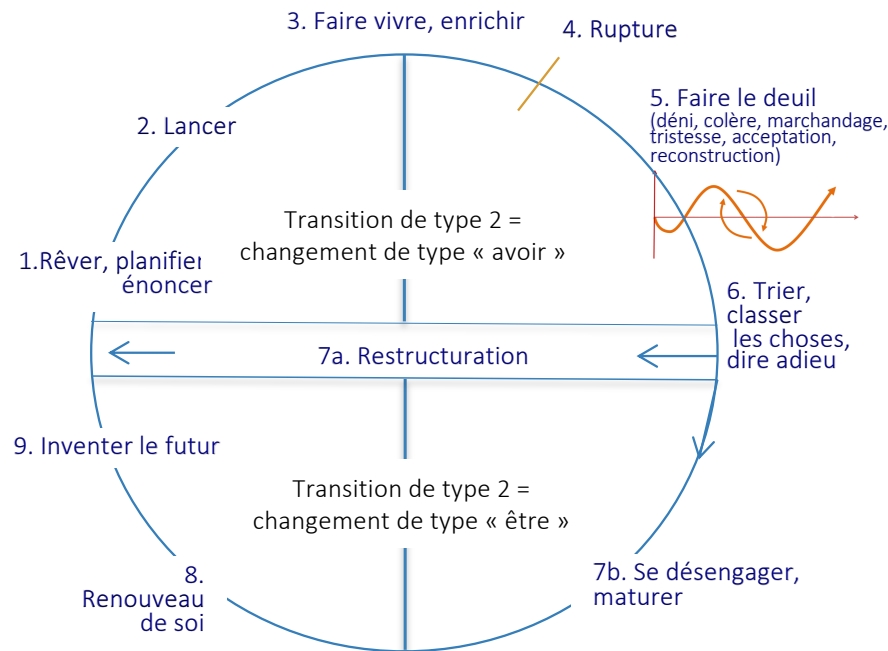 3. Faire vivre, enrichir
4. Rupture
5. Faire le deuil
(déni, colère, marchandage,
tristesse, acceptation,
reconstruction)
2. Lancer
Transition de type 2 =
changement de type « avoir »
1.Rêver, planifier
énoncer
6. Trier,
classer
les choses,
dire adieu
7a. Restructuration
9. Inventer le futur
Transition de type 2 =
changement de type « être »
7b. Se désengager,
maturer
8.
Renouveau
de soi